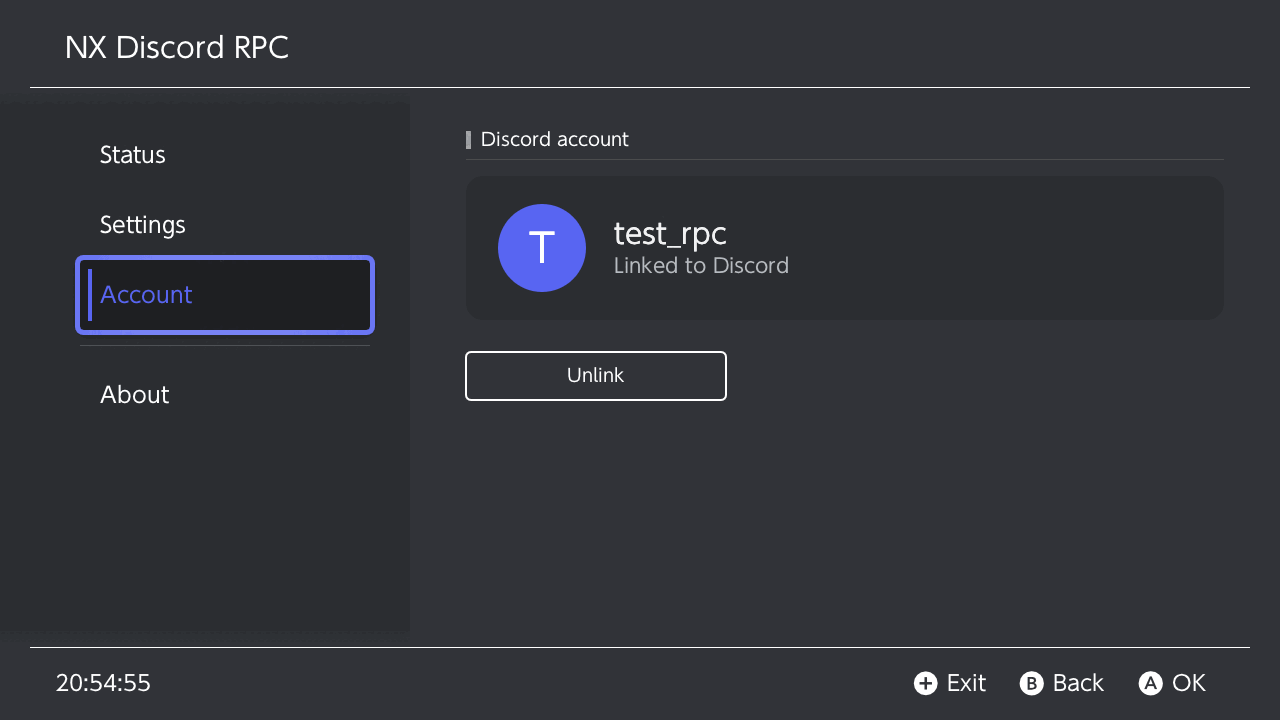 NX Discord RPC
Status
Settings
Account
About
Discord account
T
test_rpc
Linked to Discord
Unlink
20:54:55
+ Exit B Back A OK